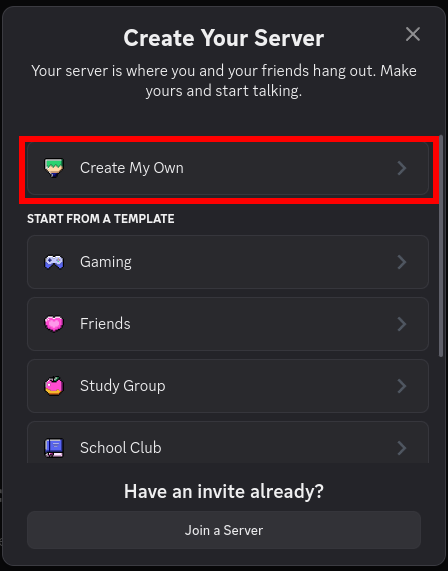 Create Your Server
Your server is where you and your friends hang out. Make
yours and start talking.
Create My Own
START FROM A TEMPLATE
Gaming
Friends
Study Group
School Club
Have an invite already?
Join a Server